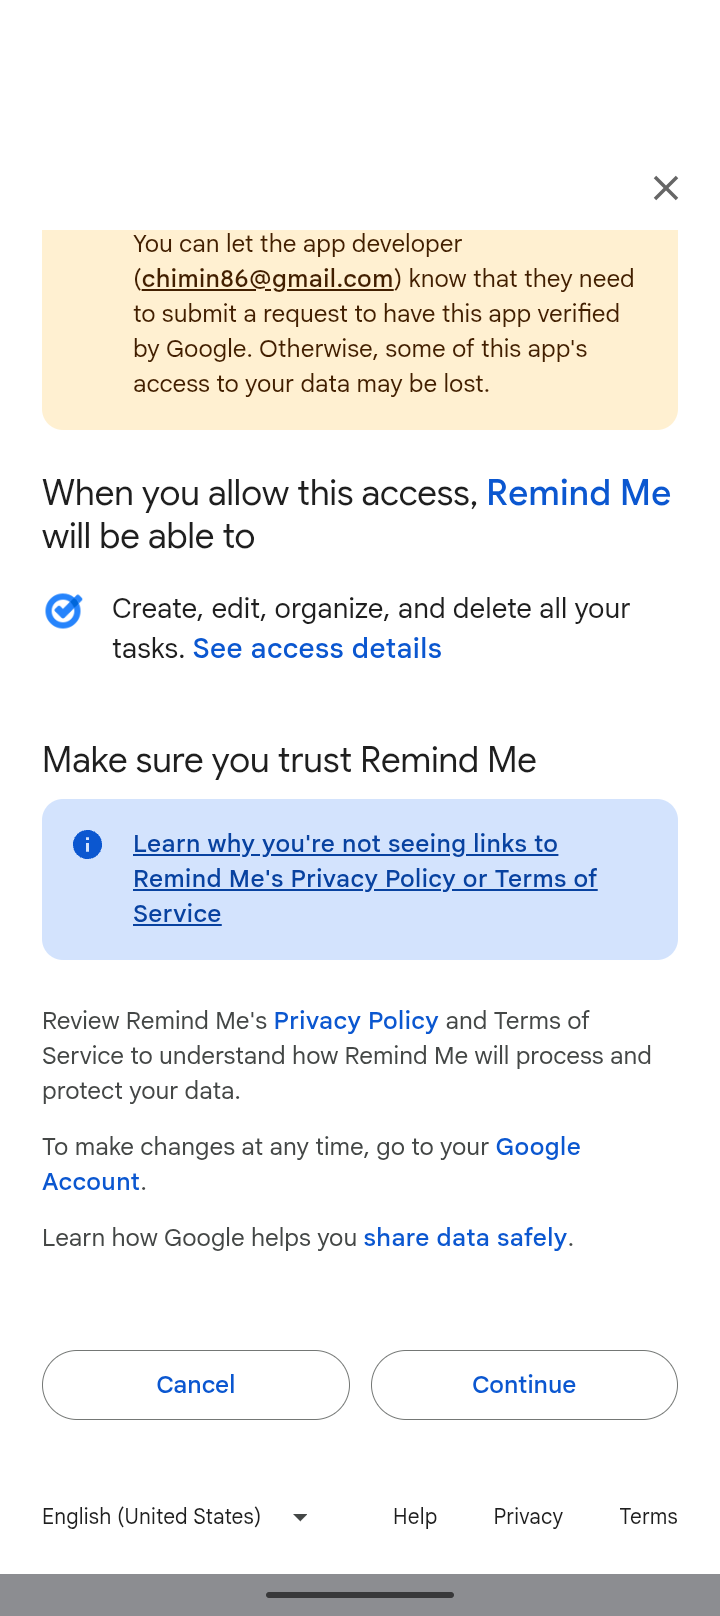 You can let the app developer
(chimin86@gmail.com) know that they need
to submit a request to have this app verified
by Google. Otherwise, some of this app's
access to your data may be lost.
When you allow this access, Remind Me
will be able to
Create, edit, organize, and delete all your
tasks. See access details
Make sure you trust Remind Me
Learn why you're not seeing links to
Remind Me's Privacy Policy or Terms of
Service
Review Remind Me's Privacy Policy and Terms of
Service to understand how Remind Me will process and
protect your data.
To make changes at any time, go to your Google
Account.
Learn how Google helps you share data safely.
Cancel Continue
English (United States) Help Privacy Terms